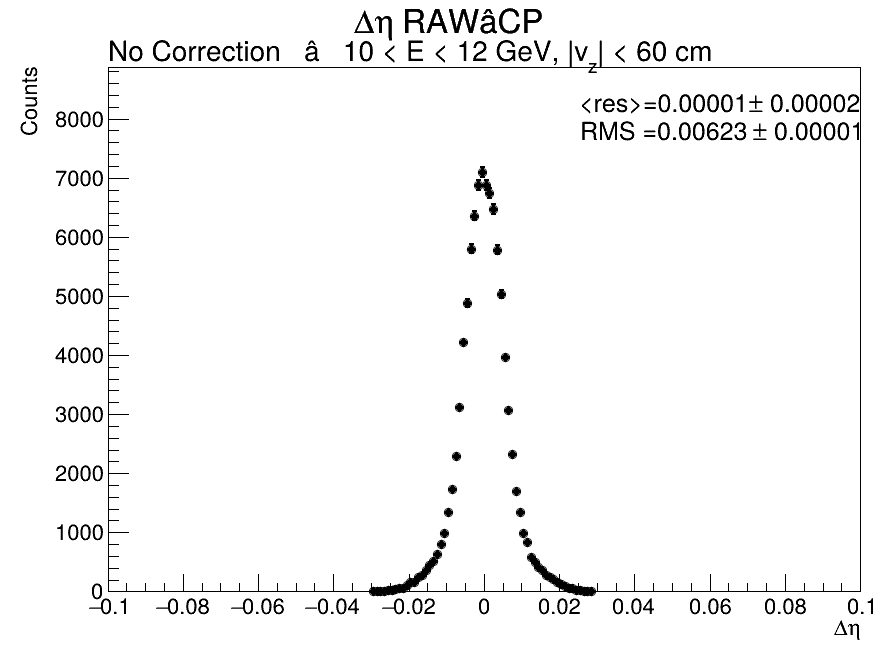 Δη RAWâCP
No Correction â 10 < E < 12 GeV, |v_z| < 60 cm
<res>=0.00001± 0.00002
RMS =0.00623± 0.00001
Counts
8000
7000
6000
5000
4000
3000
2000
1000
0
−0.1 −0.08 −0.06 −0.04 −0.02 0 0.02 0.04 0.06 0.08 0.1
Δη